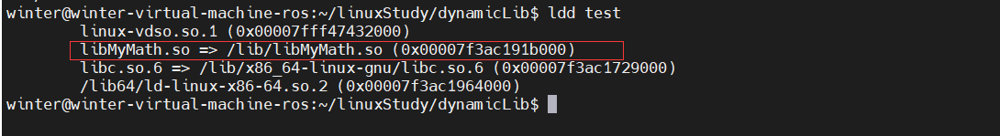 winter@winter-virtual-machine-ros:~/linuxStudy/dynamicLib$ ldd test
linux-vdso.so.1 (0x00007fff47432000)
libMyMath.so => /lib/libMyMath.so (0x00007f3ac191b000)
libc.so.6 => /lib/x86_64-linux-gnu/libc.so.6 (0x00007f3ac1729000)
/lib64/ld-linux-x86-64.so.2 (0x00007f3ac1964000)
winter@winter-virtual-machine-ros:~/linuxStudy/dynamicLib$